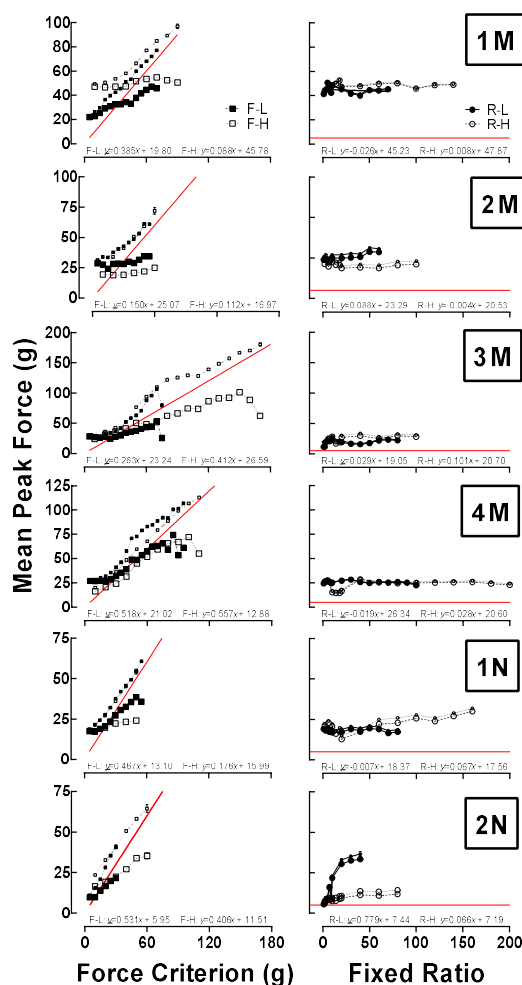 Mean Peak Force (g)
100
80
60
40
20
0
F-L
F-H
F-L: y=0.385x + 19.80 F-H: y=0.088x + 45.78
1M
R-L
R-H
R-L: y=-0.026x + 45.23 R-H: y=0.008x + 47.87
100
75
50
25
0
F-L: y=0.150x + 25.07 F-H: y=0.112x + 16.97
2M
R-L: y=0.088x + 23.29 R-H: y=-0.004x + 20.53
200
150
100
50
0
F-L: y=0.263x + 23.24 F-H: y=0.412x + 26.59
3M
R-L: y=0.029x + 19.05 R-H: y=0.101x + 20.70
125
100
75
50
25
0
F-L: y=0.518x + 21.02 F-H: y=0.557x + 12.88
4M
R-L: y=-0.019x + 26.34 R-H: y=0.028x + 20.60
75
50
25
0
F-L: y=0.467x + 13.10 F-H: y=0.176x + 15.99
1N
R-L: y=-0.007x + 18.37 R-H: y=0.067x + 17.56
75
50
25
0
F-L: y=0.531x + 5.95 F-H: y=0.406x + 11.51
2N
R-L: y=0.779x + 7.44 R-H: y=0.066x + 7.19
0 60 120 180
0 50 100 150 200
Force Criterion (g)
Fixed Ratio